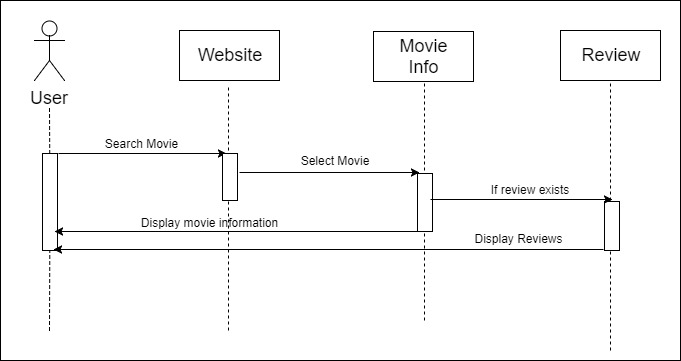 User
Website
Movie
Info
Review
Search Movie
Select Movie
If review exists
Display movie information
Display Reviews